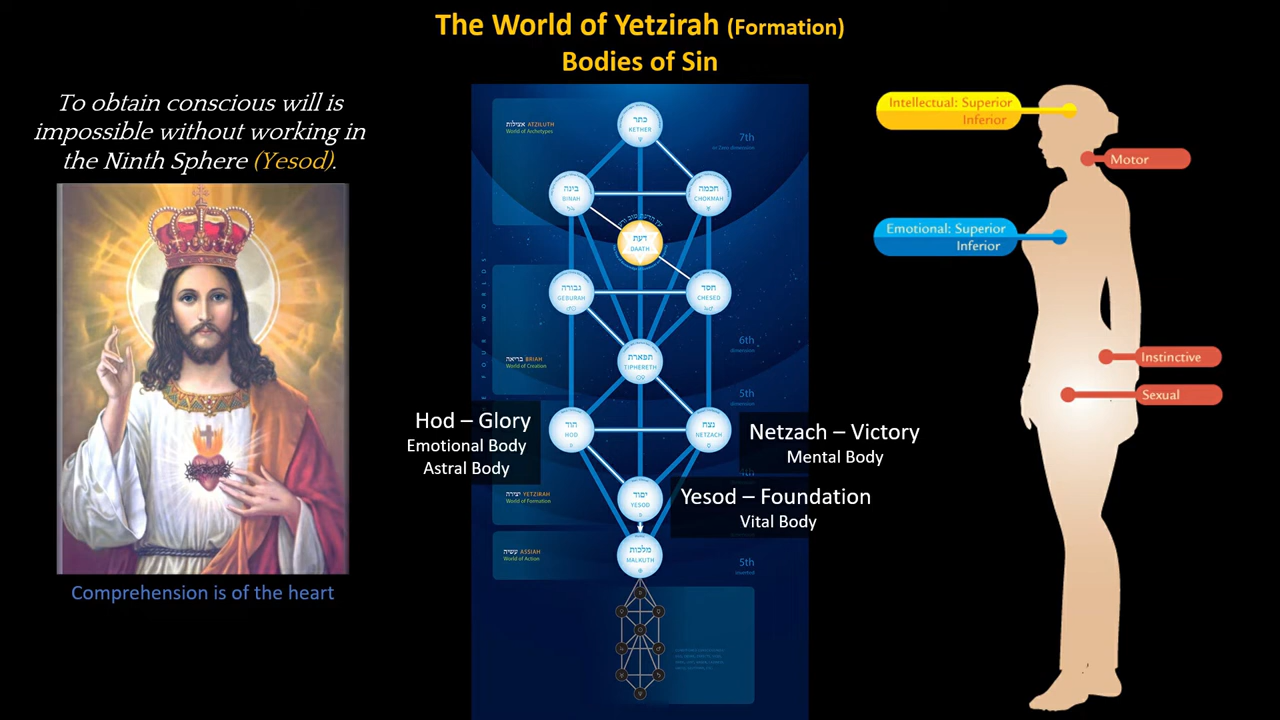 The World of Yetzirah (Formation)
Bodies of Sin
To obtain conscious will is
impossible without working in
the Ninth Sphere (Yesod).
Comprehension is of the heart
אצילות ATZILUTH
World of Archetypes
כתר
KETHER
7th
בינה
BINAH
חכמה
CHOKMAH
דעת
DAATH
גבורה
GEBURAH
חסד
CHESED
6th
dimension
בריאה BRIAH
World of Creation
תפארת
TIPHERETH
5th
dimension
הוד
HOD
נצח
NETZACH
Hod – Glory
Emotional Body
Astral Body
Netzach – Victory
Mental Body
יצירה YETZIRAH
World of Formation
יסוד
YESOD
Yesod – Foundation
Vital Body
עשיה ASSIAH
World of Action
מלכות
MALKUTH
5th
Intellectual: Superior
Inferior
Motor
Emotional: Superior
Inferior
Instinctive
Sexual